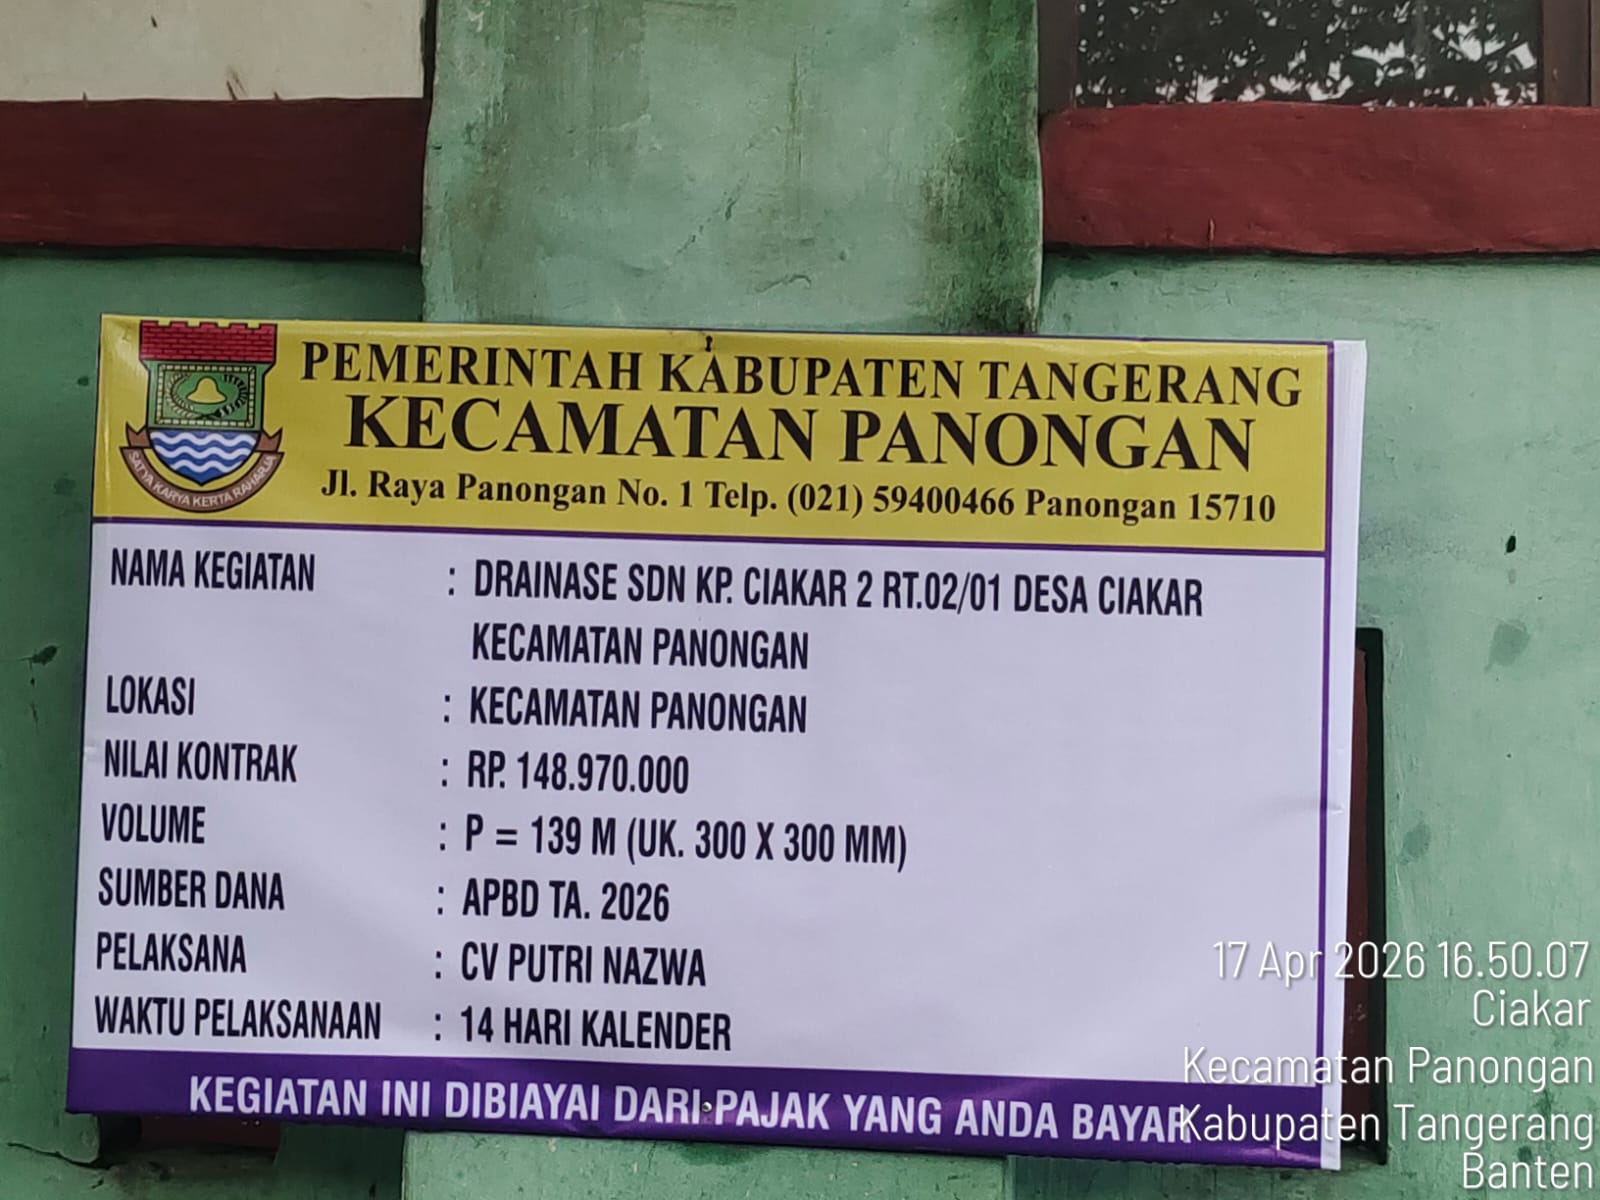 PEMERINTAH KABUPATEN TANGERANG
KECAMATAN PANONGAN
Jl. Raya Panongan No. 1 Telp. (021) 59400466 Panongan 15710
SATYA KARYA KERTA RAHARJA
NAMA KEGIATAN : DRAINASE SDN KP. CIAKAR 2 RT.02/01 DESA CIAKAR
KECAMATAN PANONGAN
LOKASI : KECAMATAN PANONGAN
NILAI KONTRAK : RP. 148.970.000
VOLUME : P = 139 M (UK. 300 X 300 MM)
SUMBER DANA : APBD TA. 2026
PELAKSANA : CV PUTRI NAZWA
WAKTU PELAKSANAAN : 14 HARI KALENDER
KEGIATAN INI DIBIAYAI DARI PAJAK YANG ANDA BAYAR
17 Apr 2026 16.50.07
Ciakar
Kecamatan Panongan
Kabupaten Tangerang
Banten